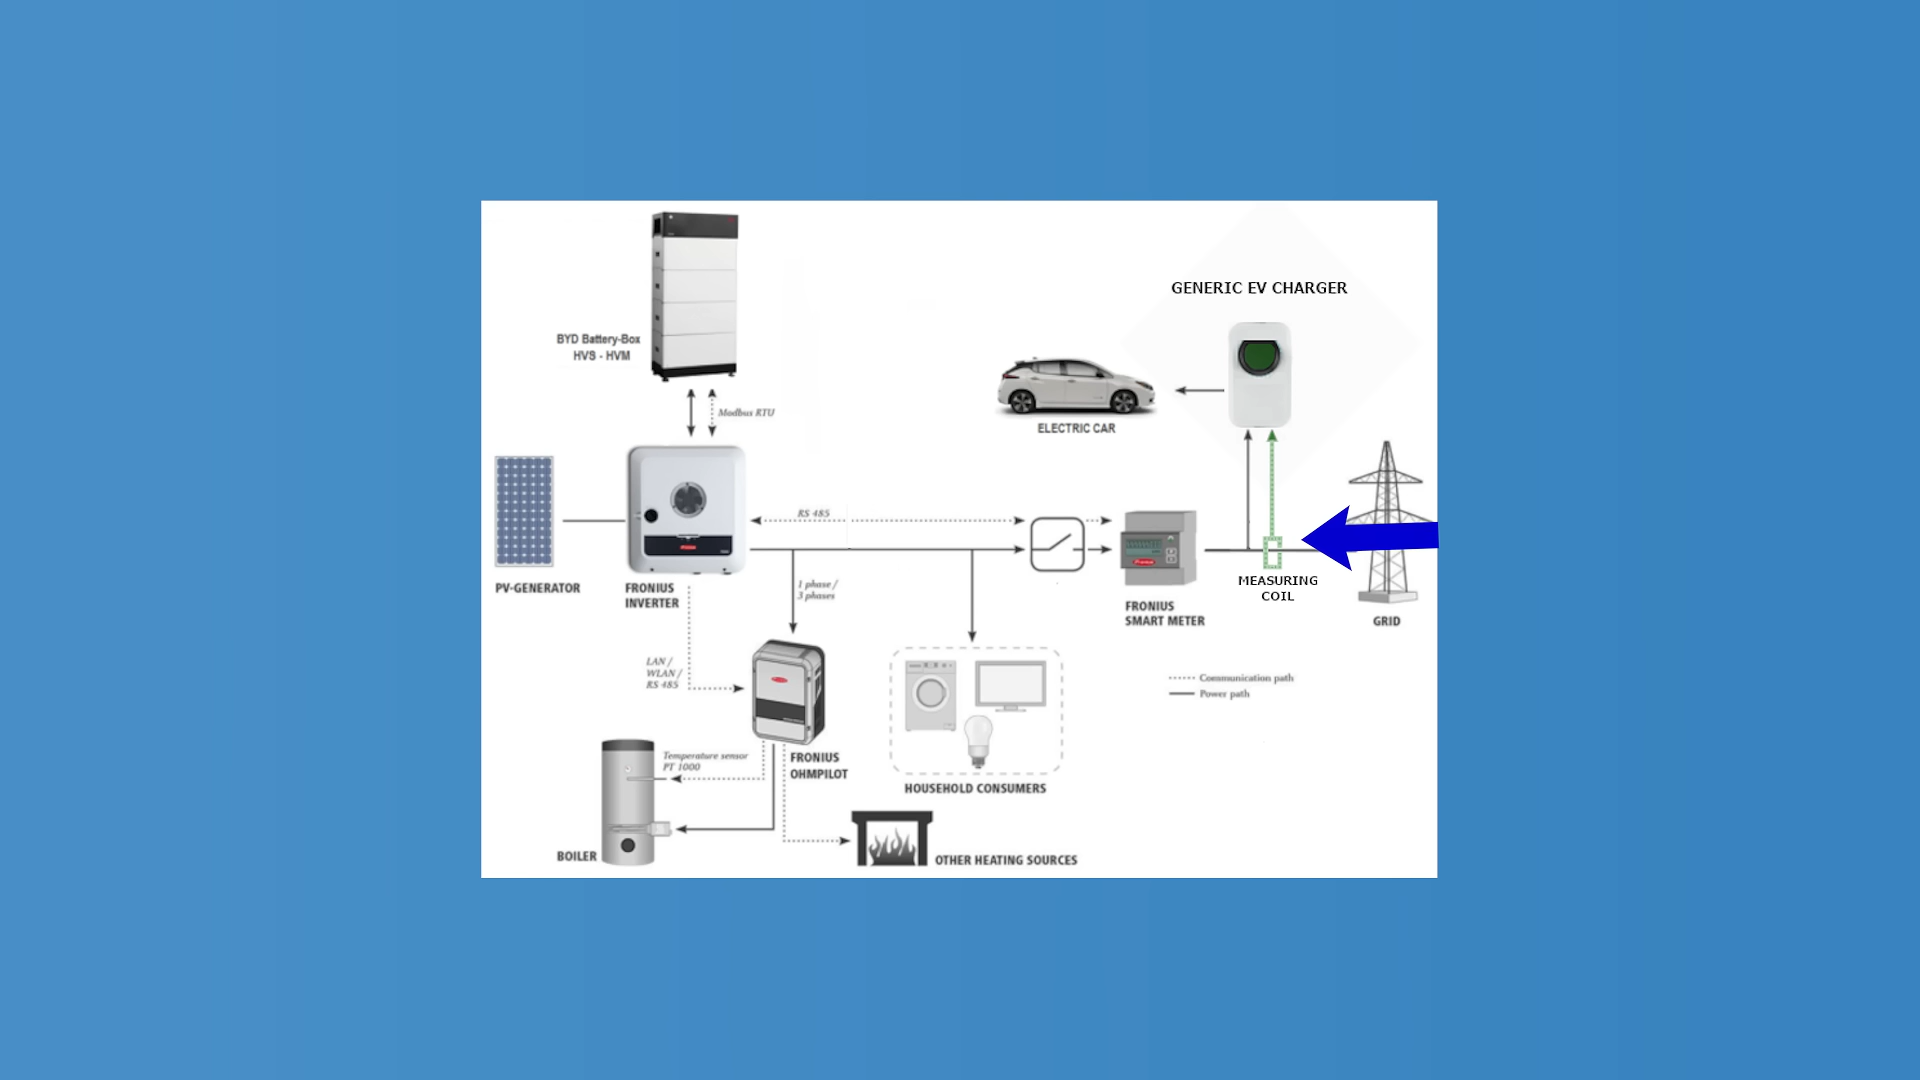 GENERIC EV CHARGER
BYD Battery-Box
HVS - HVM
Modbus RTU
ELECTRIC CAR
RS 485
PV-GENERATOR
FRONIUS
INVERTER
1 phase /
3 phases
MEASURING
COIL
FRONIUS
SMART METER
GRID
LAN /
WLAN /
RS 485
Communication path
Power path
Temperature sensor
PT 1000
FRONIUS
OHMPILOT
HOUSEHOLD CONSUMERS
BOILER
OTHER HEATING SOURCES